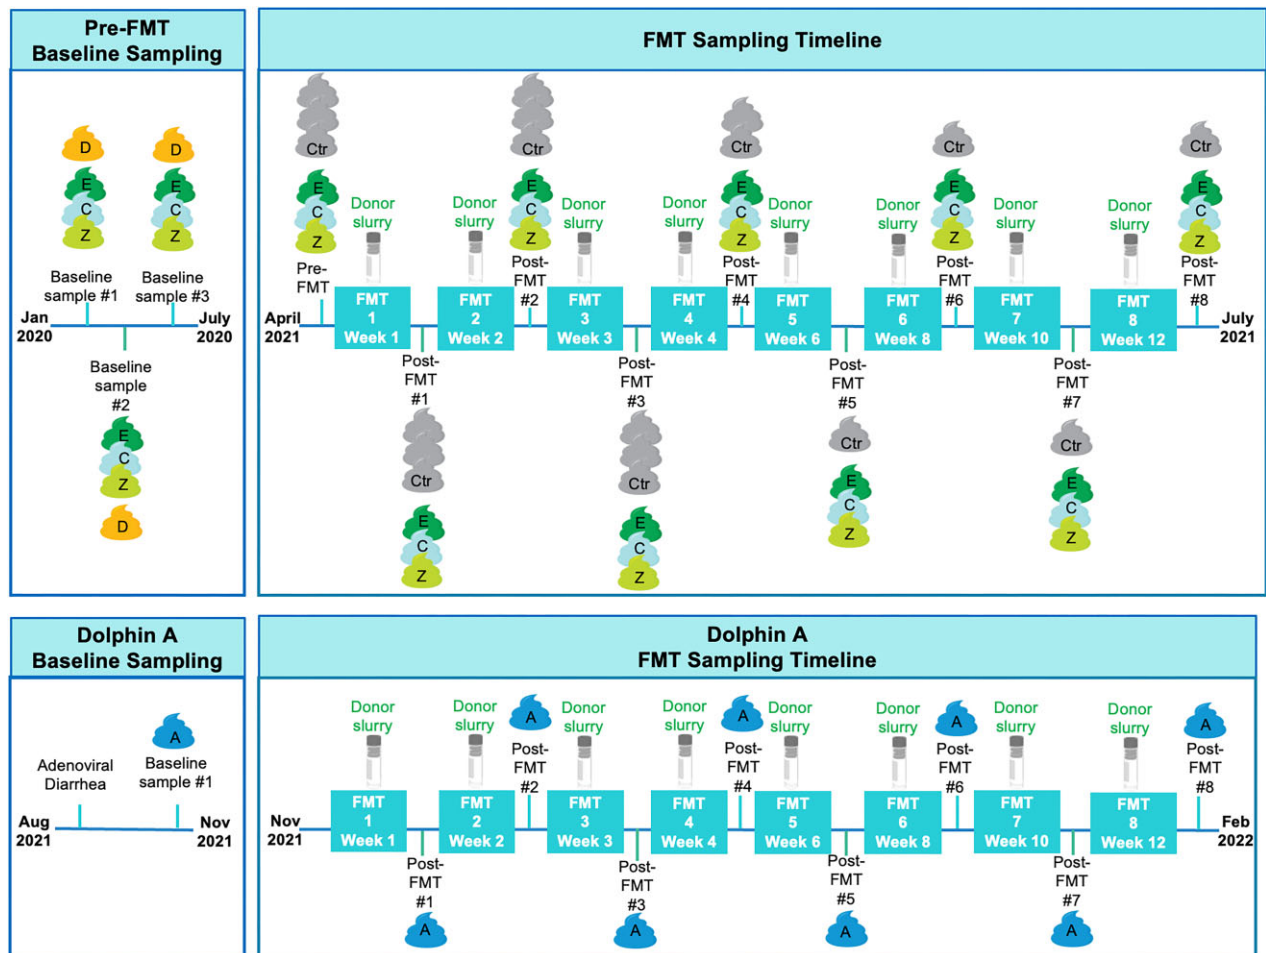 Pre-FMT
Baseline Sampling
FMT Sampling Timeline
D
D
E
C
Z
E
C
Z
Baseline
sample #1
Baseline
sample #3
Jan
2020
July
2020
Baseline
sample
#2
E
C
Z
D
Ctr
E
C
Z
Pre-
FMT
Donor
slurry
Donor
slurry
Ctr
E
C
Z
Post-
FMT
#2
Donor
slurry
Donor
slurry
Ctr
E
C
Z
Post-
FMT
#4
Donor
slurry
Donor
slurry
Ctr
E
C
Z
Post-
FMT
#6
Donor
slurry
Donor
slurry
Ctr
E
C
Z
Post-
FMT
#8
April
2021
FMT
1
Week 1
FMT
2
Week 2
FMT
3
Week 3
FMT
4
Week 4
FMT
5
Week 6
FMT
6
Week 8
FMT
7
Week 10
FMT
8
Week 12
July
2021
Post-
FMT
#1
Ctr
E
C
Z
Post-
FMT
#3
Ctr
E
C
Z
Post-
FMT
#5
Ctr
E
C
Z
Post-
FMT
#7
Ctr
E
C
Z
Dolphin A
Baseline Sampling
Dolphin A
FMT Sampling Timeline
Adenoviral
Diarrhea
A
Baseline
sample #1
Aug
2021
Nov
2021
Donor
slurry
Donor
slurry
A
Post-
FMT
#2
Donor
slurry
Donor
slurry
A
Post-
FMT
#4
Donor
slurry
Donor
slurry
A
Post-
FMT
#6
Donor
slurry
Donor
slurry
A
Post-
FMT
#8
Nov
2021
FMT
1
Week 1
FMT
2
Week 2
FMT
3
Week 3
FMT
4
Week 4
FMT
5
Week 6
FMT
6
Week 8
FMT
7
Week 10
FMT
8
Week 12
Feb
2022
Post-
FMT
#1
A
Post-
FMT
#3
A
Post-
FMT
#5
A
Post-
FMT
#7
A